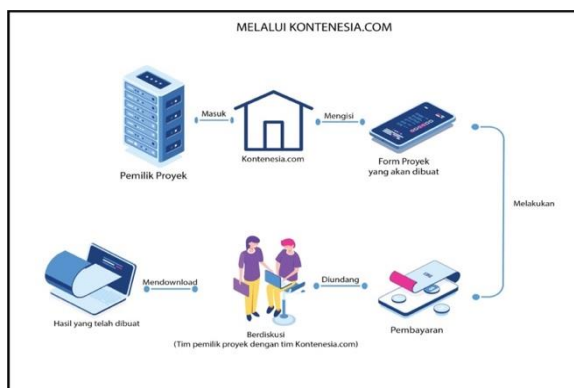 MELALUI KONTENESIA.COM
Masuk
Mengisi
Pemilik Proyek
Kontenesia.com
Form Proyek
yang akan dibuat
Melakukan
Mendownload
Diundang
Hasil yang telah dibuat
Berdiskusi
(Tim pemilik proyek dengan tim Kontenesia.com)
Pembayaran